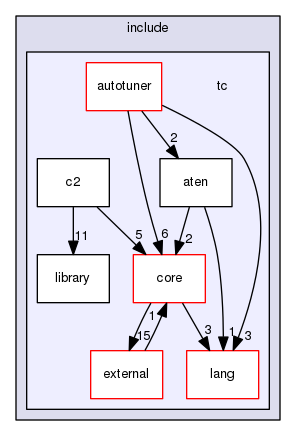 include
autotuner
tc
2
c2
aten
11
5
6
2
library
core
1
15
3
1
3
external
lang